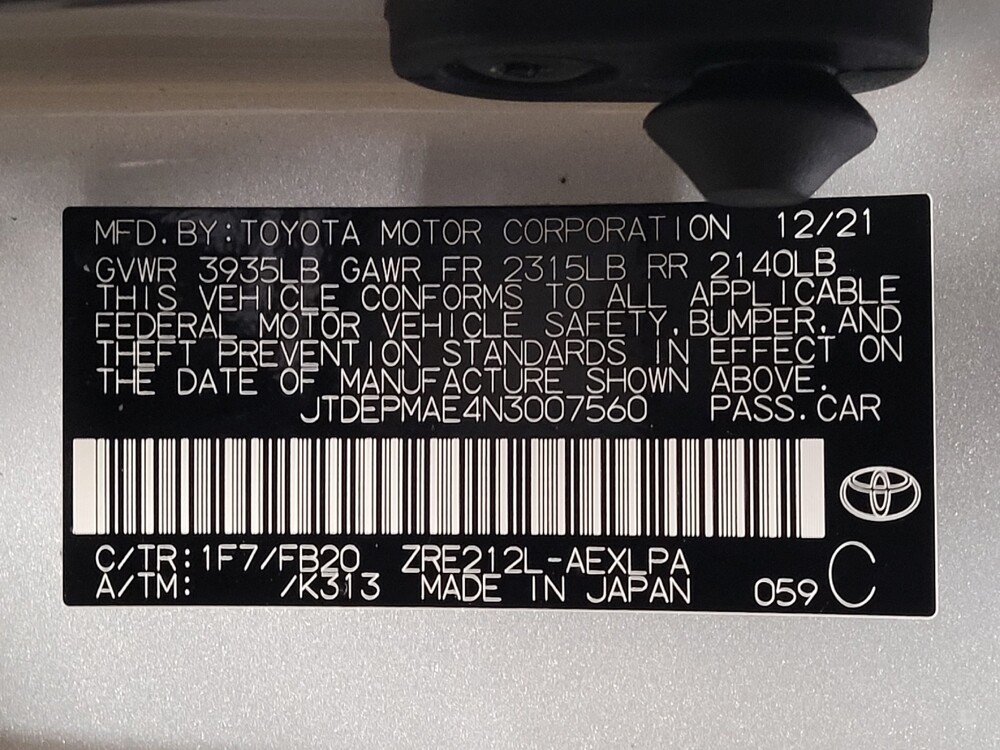 MFD.BY:TOYOTA MOTOR CORPORATION 12/21
GVWR 3935LB GAWR FR 2315LB RR 2140LB
THIS VEHICLE CONFORMS TO ALL APPLICABLE
FEDERAL MOTOR VEHICLE SAFETY,BUMPER,AND
THEFT PREVENTION STANDARDS IN EFFECT ON
THE DATE OF MANUFACTURE SHOWN ABOVE.
JTDEPMAE4N3007560 PASS.CAR
C/TR:1F7/FB20 ZRE212L-AEXLPA
A/TM: /K313 MADE IN JAPAN 059 C